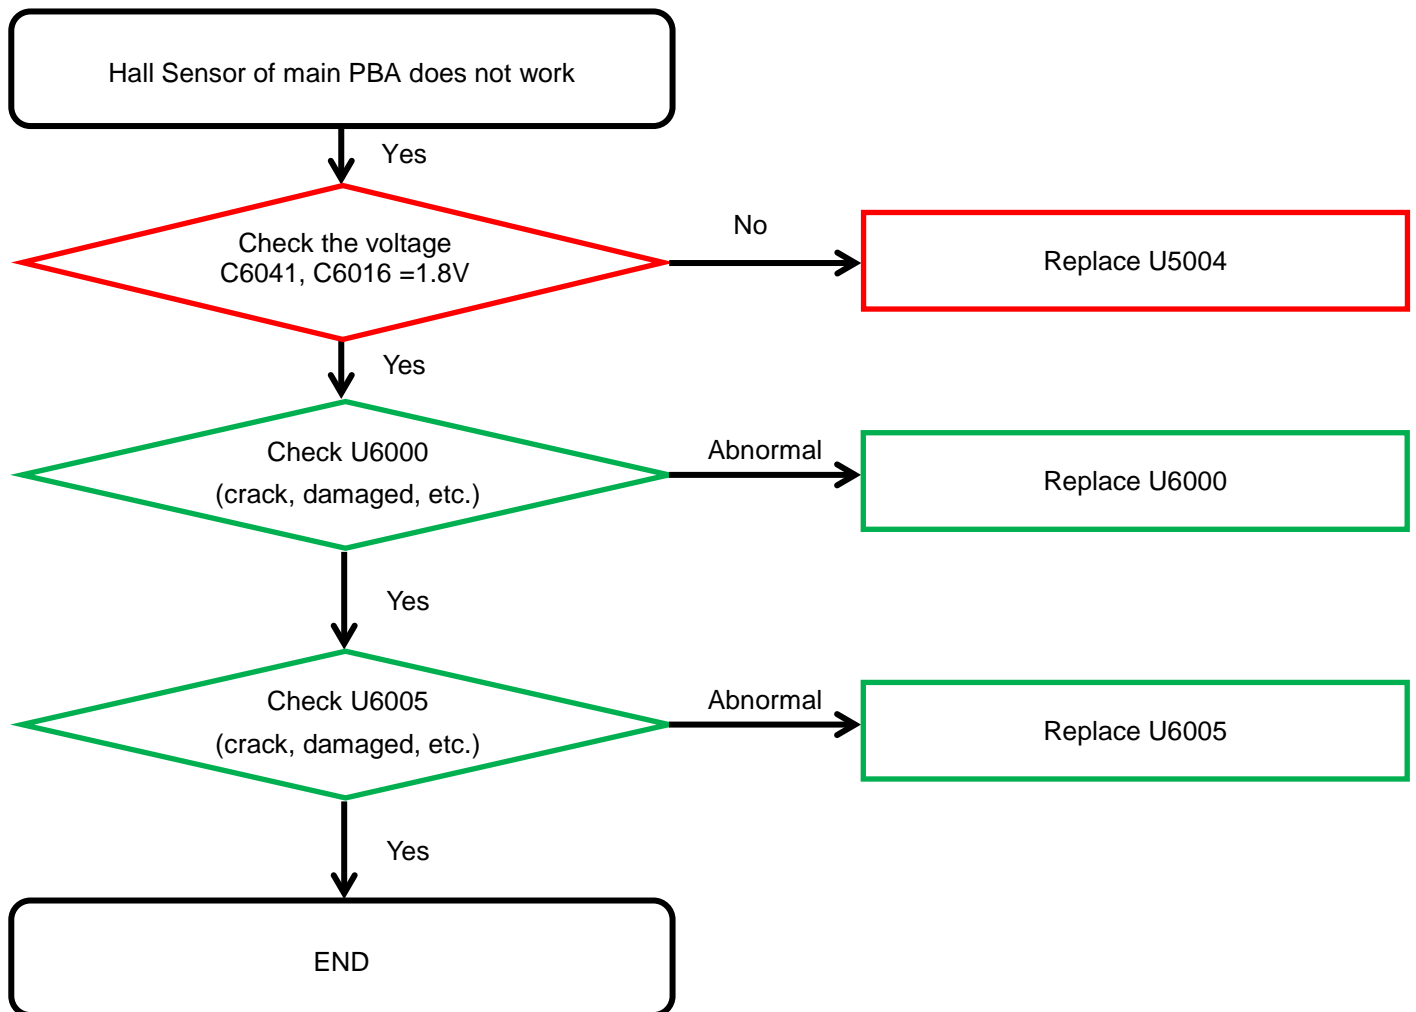 Hall Sensor of main PBA does not work
Yes
Check the voltage
C6041, C6016 =1.8V
No
Replace U5004
Yes
Check U6000
(crack, damaged, etc.)
Abnormal
Replace U6000
Yes
Check U6005
(crack, damaged, etc.)
Abnormal
Replace U6005
Yes
END